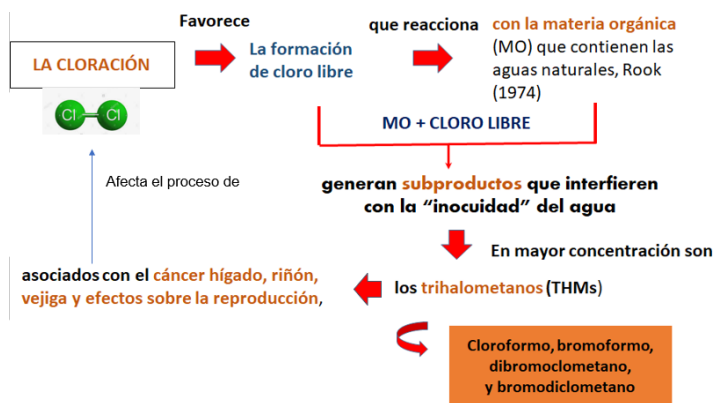 Favorece
LA CLORACIÓN
La formación
de cloro libre
que reacciona
con la materia orgánica
(MO) que contienen las
aguas naturales, Rook
(1974)
Cl
Cl
MO + CLORO LIBRE
Afecta el proceso de
generan subproductos que interfieren
con la “inocuidad” del agua
En mayor concentración son
los trihalometanos (THMs)
asociados con el cáncer hígado, riñón,
vejiga y efectos sobre la reproducción,
Cloroformo, bromoformo,
dibromoclometano,
y bromodiclometano